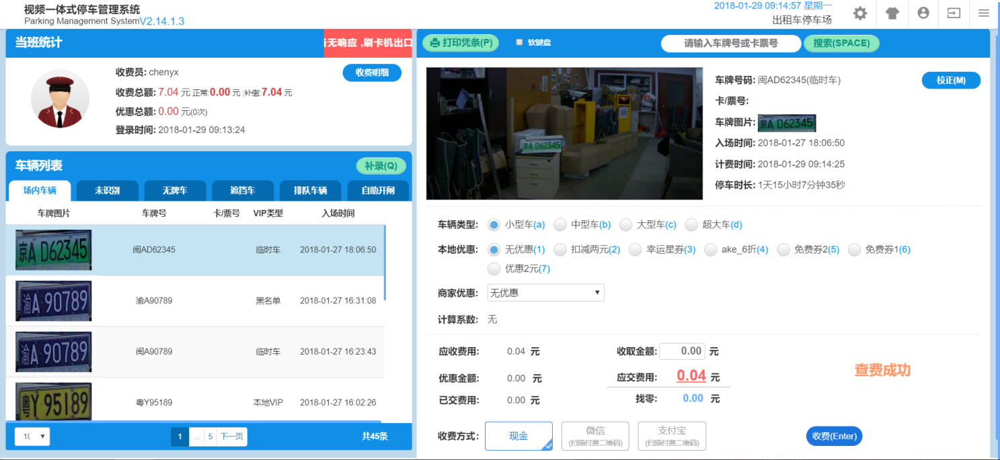 视频一体式停车管理系统
Parking Management SystemV2.14.1.3
2018-01-29 09:14:57 星期一
出租车停车场
当班统计
无响应 ,刷卡机出口
收费员: chenyx
收费明细
收费总额: 7.04 元 正常:0.00 元 ;补缴:7.04 元
优惠总额: 0.00 元(0次)
登录时间: 2018-01-29 09:13:24
车辆列表
补录(Q)
场内车辆 未识别 无牌车 遮挡车 排队车辆 自助开闸
车牌图片 车牌号 卡/票号 VIP类型 入场时间
京A D62345 闽AD62345 临时车 2018-01-27 18:06:50
渝A 90789 渝A90789 黑名单 2018-01-27 16:31:08
渝A 90789 闽A90789 临时车 2018-01-27 16:23:43
粤Y 95189 粤Y95189 本地VIP 2018-01-27 16:02:26
1 ... 5 下一页
共45条
打印凭条(P)
软键盘
请输入车牌号或卡票号
搜索(SPACE)
京A D62345
车牌号码: 闽AD62345(临时车)
校正(M)
卡/票号:
车牌图片: 京A D62345
入场时间: 2018-01-27 18:06:50
计费时间: 2018-01-29 09:14:25
停车时长: 1天15小时7分钟35秒
车辆类型: 小型车(a) 中型车(b) 大型车(c) 超大车(d)
本地优惠: 无优惠(1) 扣减两元(2) 幸运星券(3) ake_6折(4) 免费券2(5) 免费券1(6)
优惠2元(7)
商家优惠: 无优惠
计算系数: 无
应收费用: 0.04 元 收取金额: 0.00 元
优惠金额: 0.00 元 应交费用: 0.04 元
查费成功
已交费用: 0.00 元 找零: 0.00 元
收费方式: 现金
微信
(扫描付费二维码)
支付宝
(扫描付费二维码)
收费(Enter)